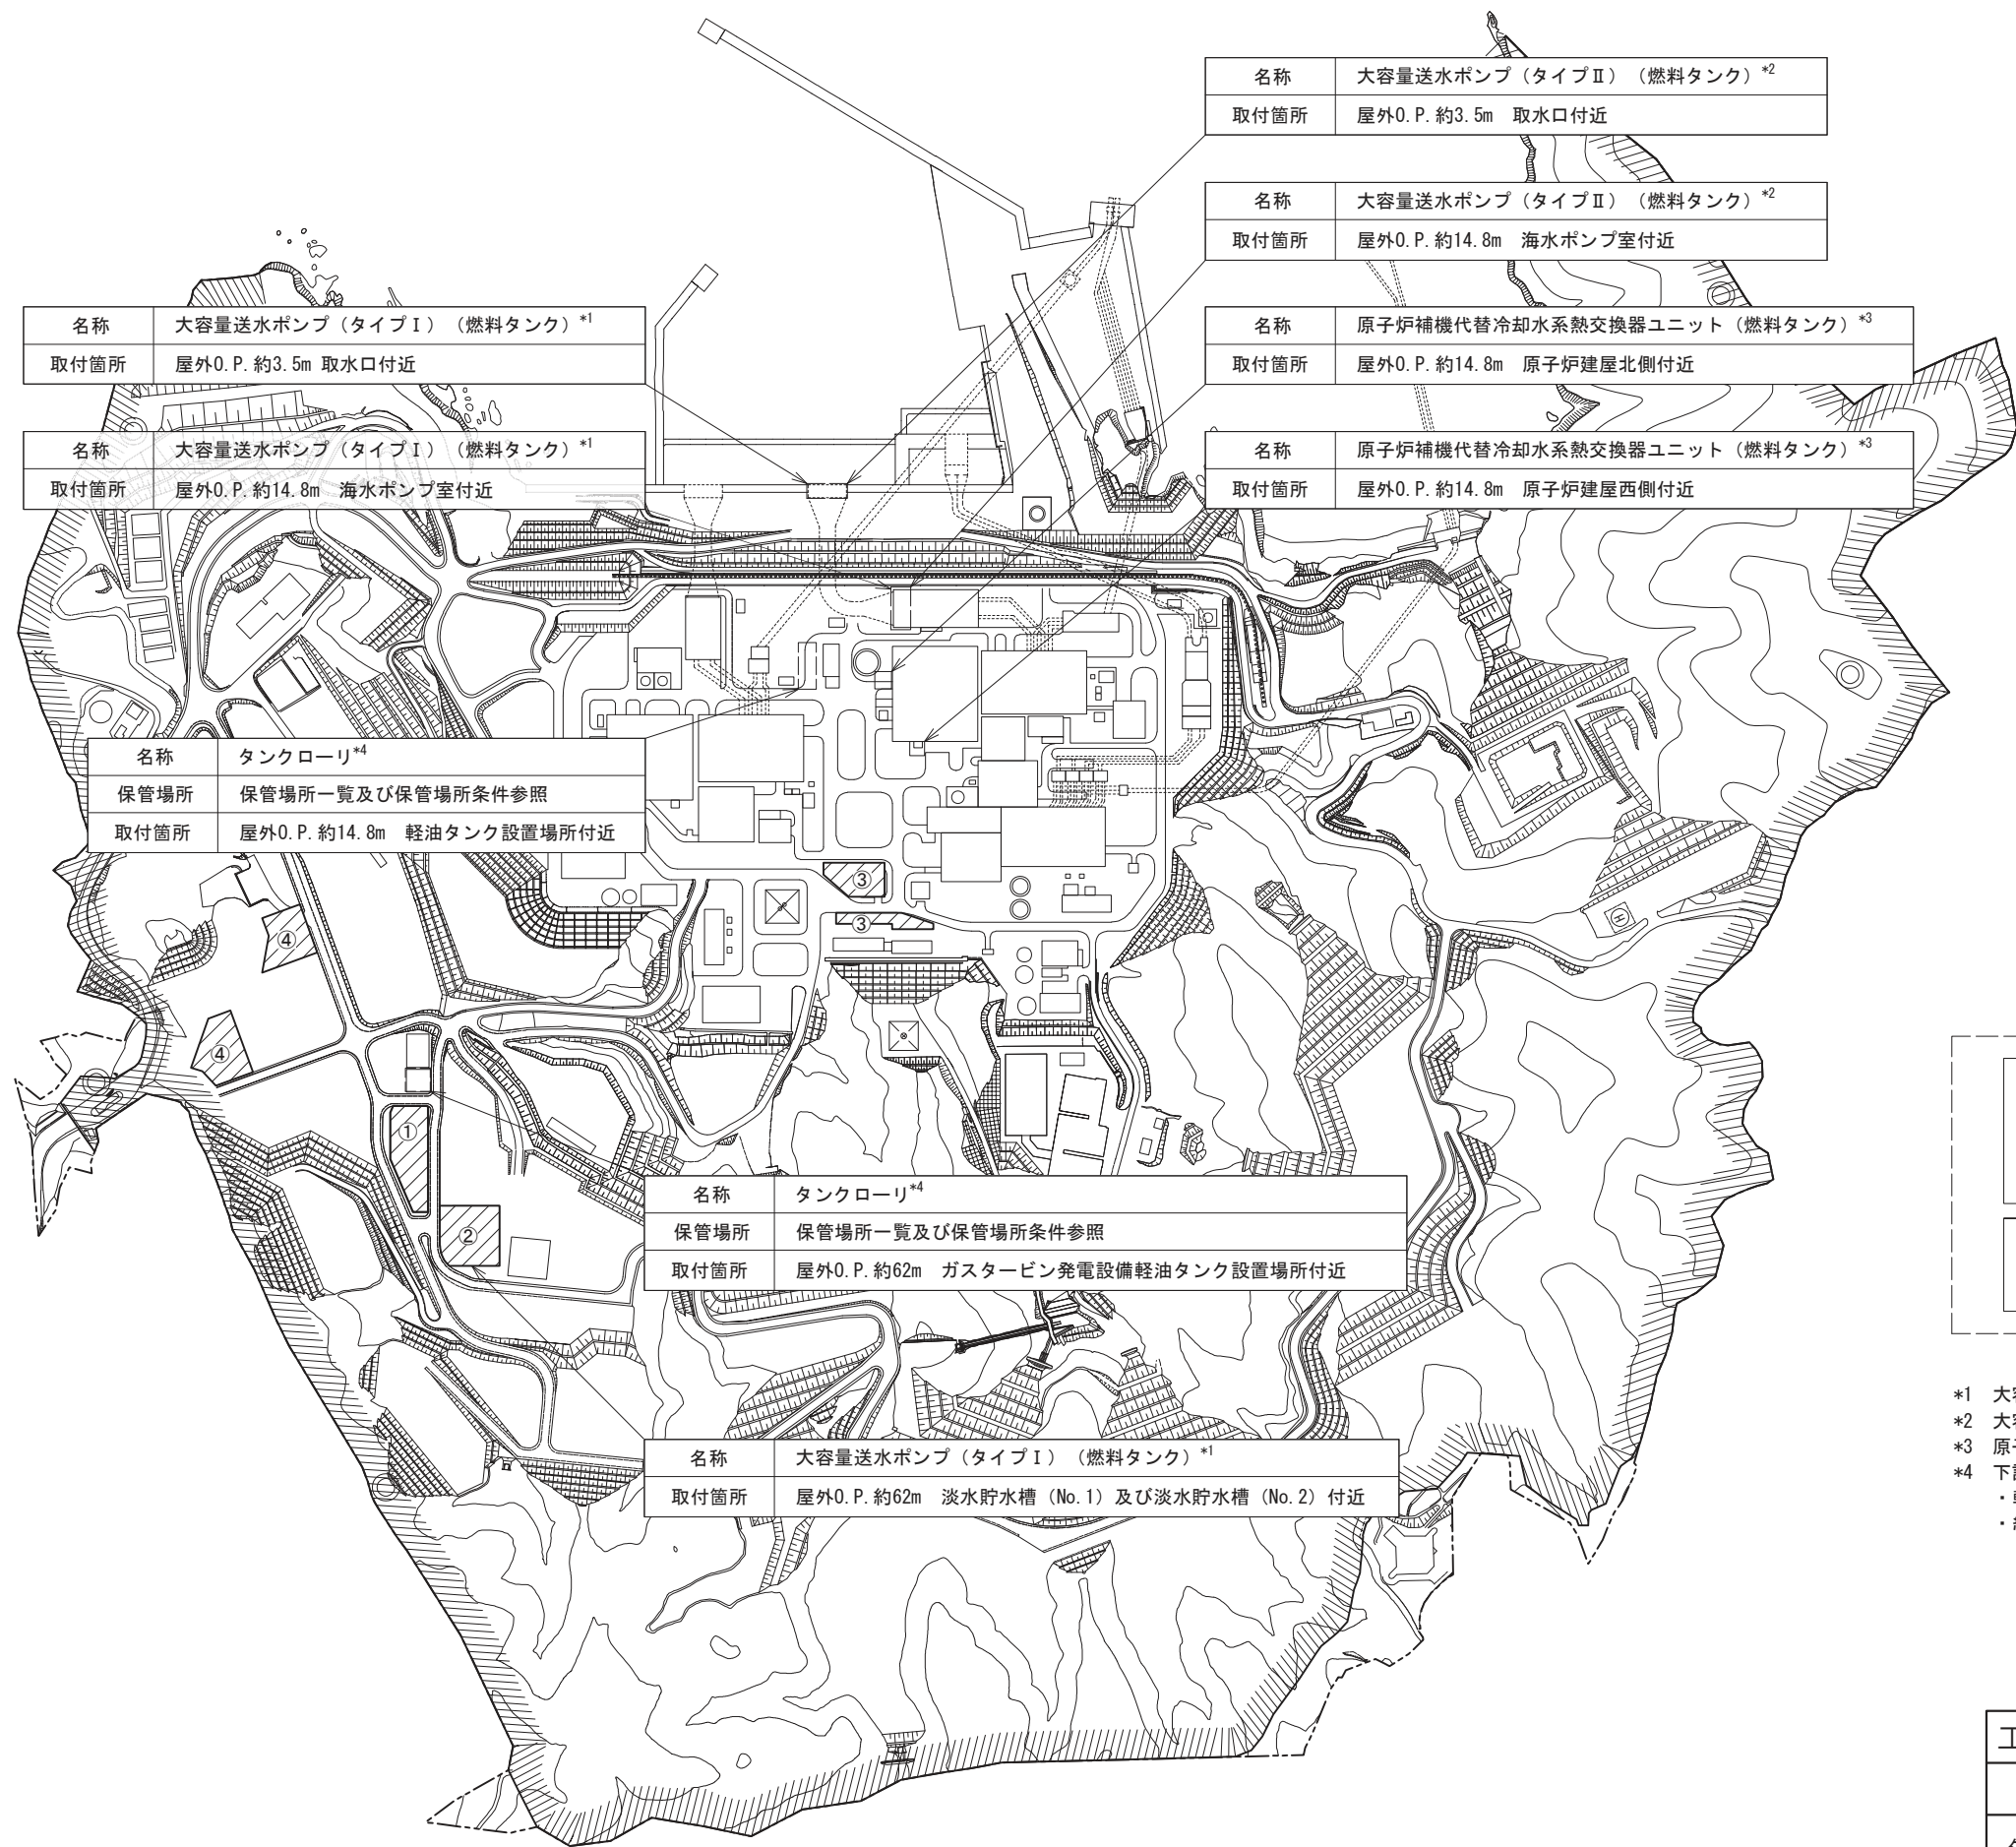 名称 大容量送水ポンプ（タイプⅡ）（燃料タンク）*2
取付箇所 屋外O.P.約3.5m 取水口付近
名称 大容量送水ポンプ（タイプⅡ）（燃料タンク）*2
取付箇所 屋外O.P.約14.8m 海水ポンプ室付近
名称 大容量送水ポンプ（タイプⅠ）（燃料タンク）*1
取付箇所 屋外O.P.約3.5m 取水口付近
名称 原子炉補機代替冷却水系熱交換器ユニット（燃料タンク）*3
取付箇所 屋外O.P.約14.8m 原子炉建屋北側付近
名称 大容量送水ポンプ（タイプⅠ）（燃料タンク）*1
取付箇所 屋外O.P.約14.8m 海水ポンプ室付近
名称 原子炉補機代替冷却水系熱交換器ユニット（燃料タンク）*3
取付箇所 屋外O.P.約14.8m 原子炉建屋西側付近
名称 タンクローリ*4
保管場所 保管場所一覧及び保管場所条件参照
取付箇所 屋外O.P.約14.8m 軽油タンク設置場所付近
③
③
④
④
①
②
H
名称 タンクローリ*4
保管場所 保管場所一覧及び保管場所条件参照
取付箇所 屋外O.P.約62m ガスタービン発電設備軽油タンク設置場所付近
名称 大容量送水ポンプ（タイプⅠ）（燃料タンク）*1
取付箇所 屋外O.P.約62m 淡水貯水槽（No.1）及び淡水貯水槽（No.2）付近
*1 大
*2 大
*3 原
*4 下
工